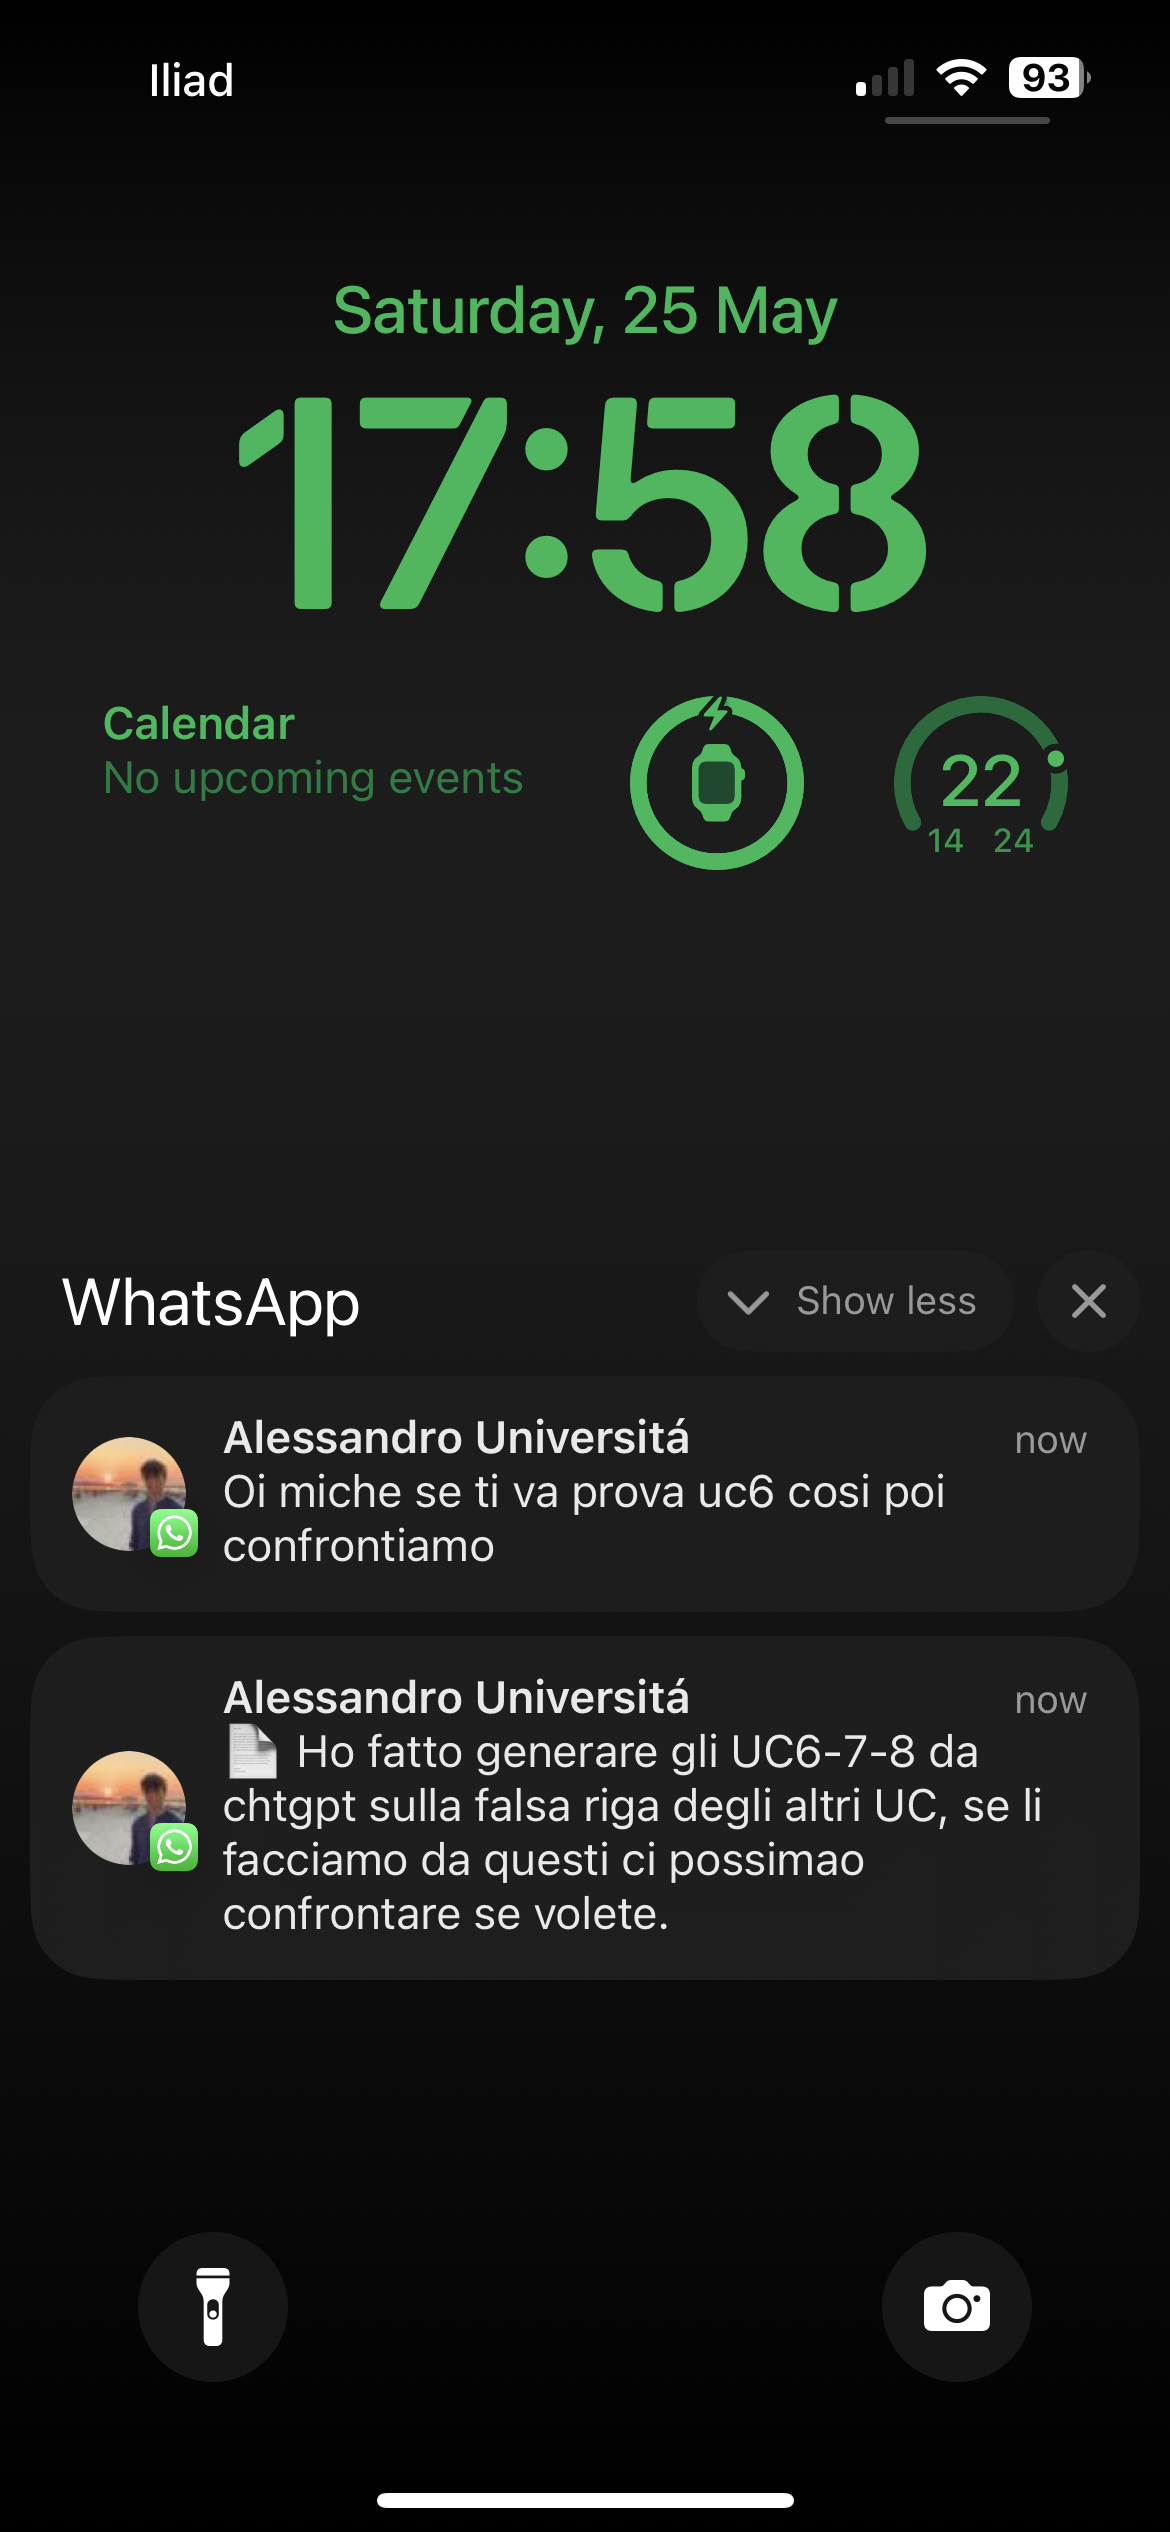 Iliad
93
Saturday, 25 May
17:58
Calendar
No upcoming events
22
14 24
WhatsApp
Show less
Alessandro Universitá
now
Oi miche se ti va prova uc6 cosi poi
confrontiamo
Alessandro Universitá
now
Ho fatto generare gli UC6-7-8 da
chtgpt sulla falsa riga degli altri UC, se li
facciamo da questi ci possimao
confrontare se volete.